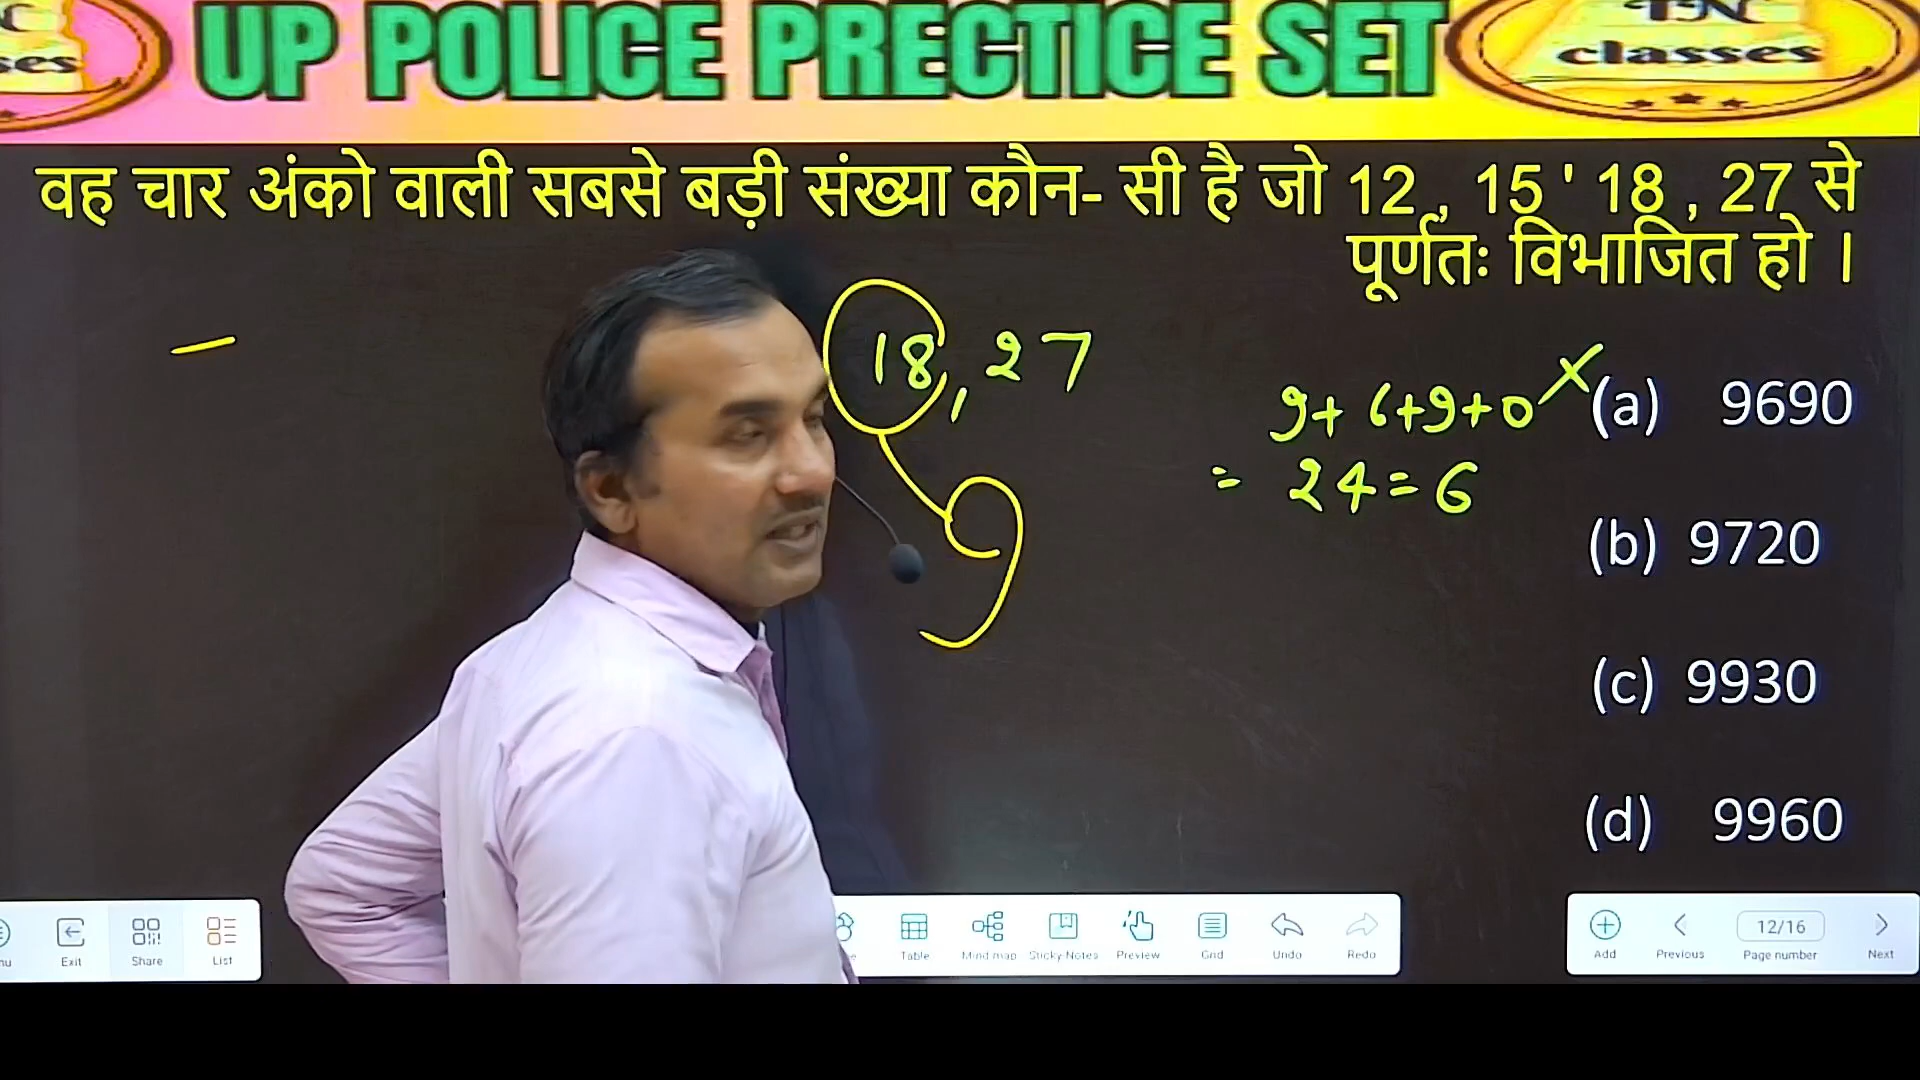 UP POLICE PRECTICE SET
classes
वह चार अंको वाली सबसे बड़ी संख्या कौन- सी है जो 12 , 15 ' 18 , 27 से
पूर्णतः विभाजित हो ।
18, 27
9
9+6+9+0
= 24 = 6
(a) 9690
(b) 9720
(c) 9930
(d) 9960
Exit Share List
Table Mind map Sticky Notes Preview Grid Undo Redo
Add Previous 12/16 Page number Next